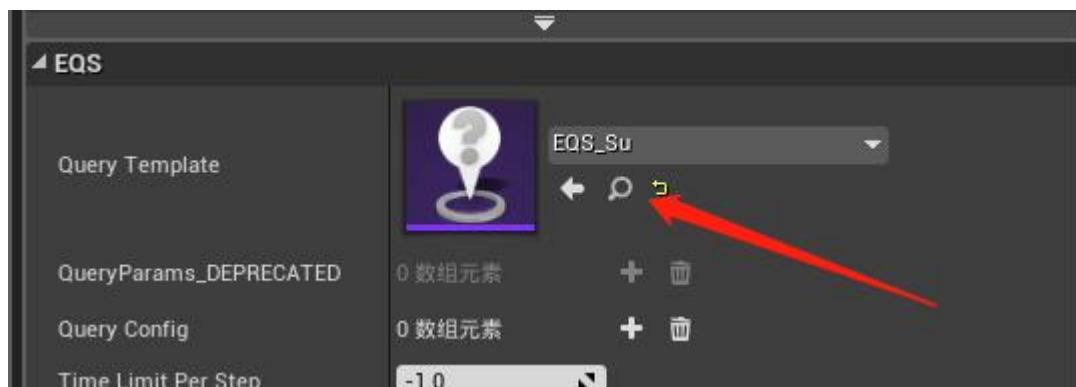 EQS
Query Template
EQS_Su
QueryParams_DEPRECATED
0 数组元素
Query Config
0 数组元素
Time Limit Per Step
-1.0